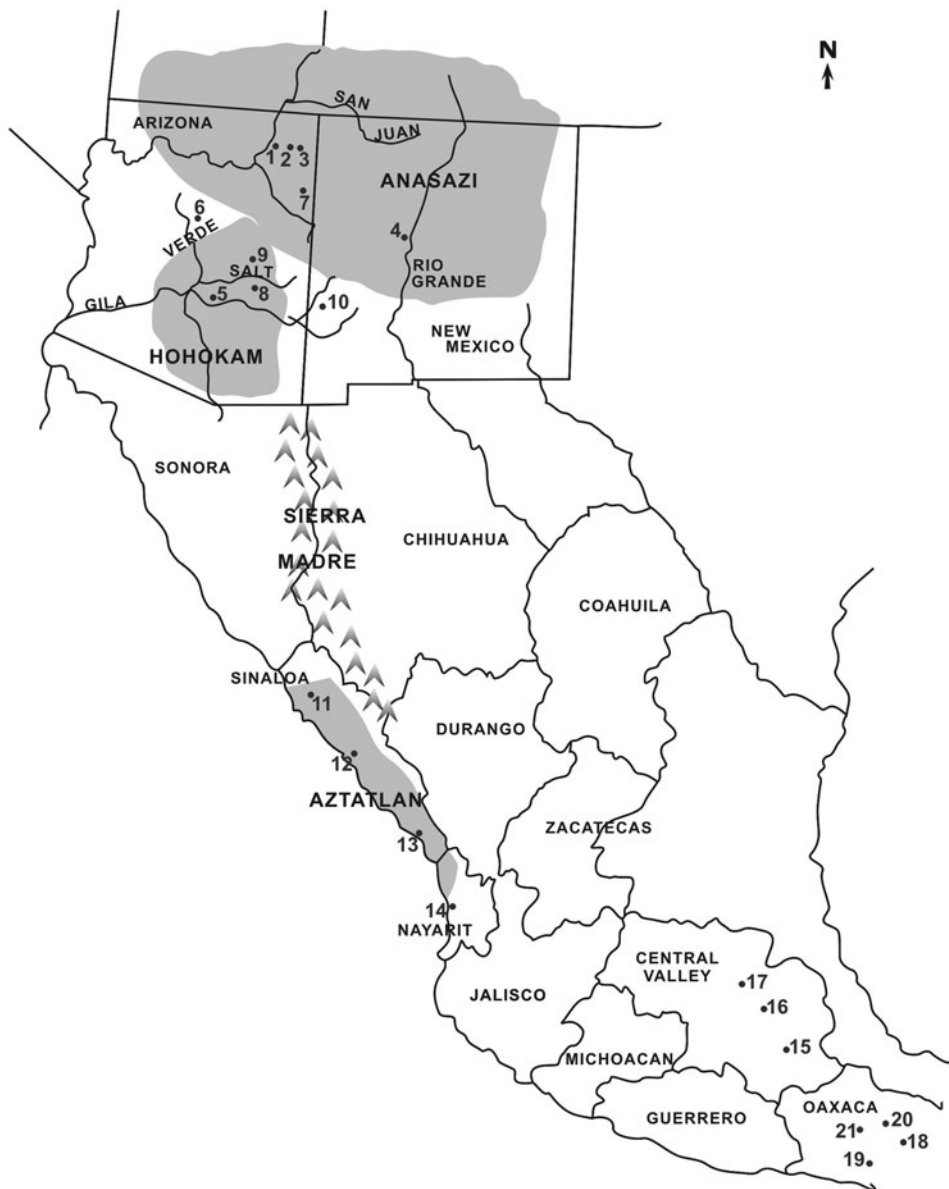 N
SAN
JUAN
ARIZONA
1 2 3
ANASAZI
7
6
VERDE
4
9
SALT
RIO
GRANDE
5 8
10
GILA
NEW
MEXICO
HOHOKAM
SONORA
SIERRA
MADRE
CHIHUAHUA
COAHUILA
SINALOA
11
DURANGO
12
AZTATLAN
ZACATECAS
13
14
NAYARIT
CENTRAL
VALLEY
17
JALISCO
16
15
MICHOACAN
OAXACA
GUERRERO
20
21
18
19